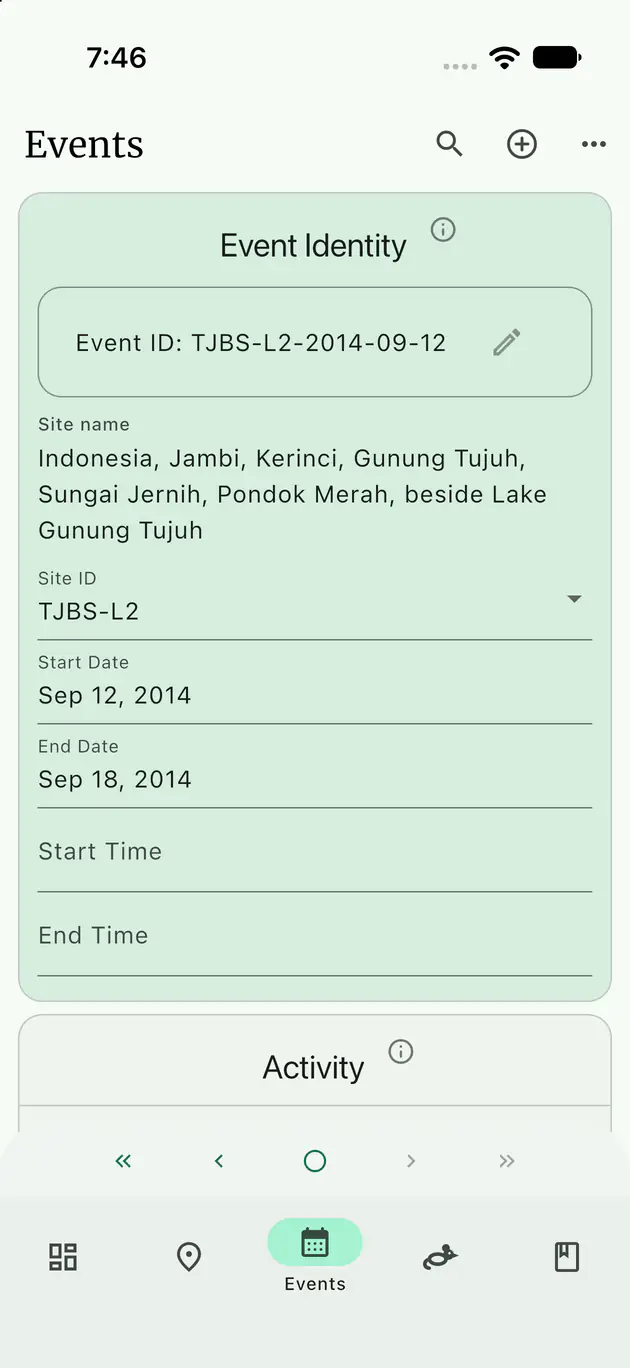 7:46
Events
Event Identity
Event ID: TJBS-L2-2014-09-12
Site name
Indonesia, Jambi, Kerinci, Gunung Tujuh,
Sungai Jernih, Pondok Merah, beside Lake
Gunung Tujuh
Site ID
TJBS-L2
Start Date
Sep 12, 2014
End Date
Sep 18, 2014
Start Time
End Time
Activity
Events